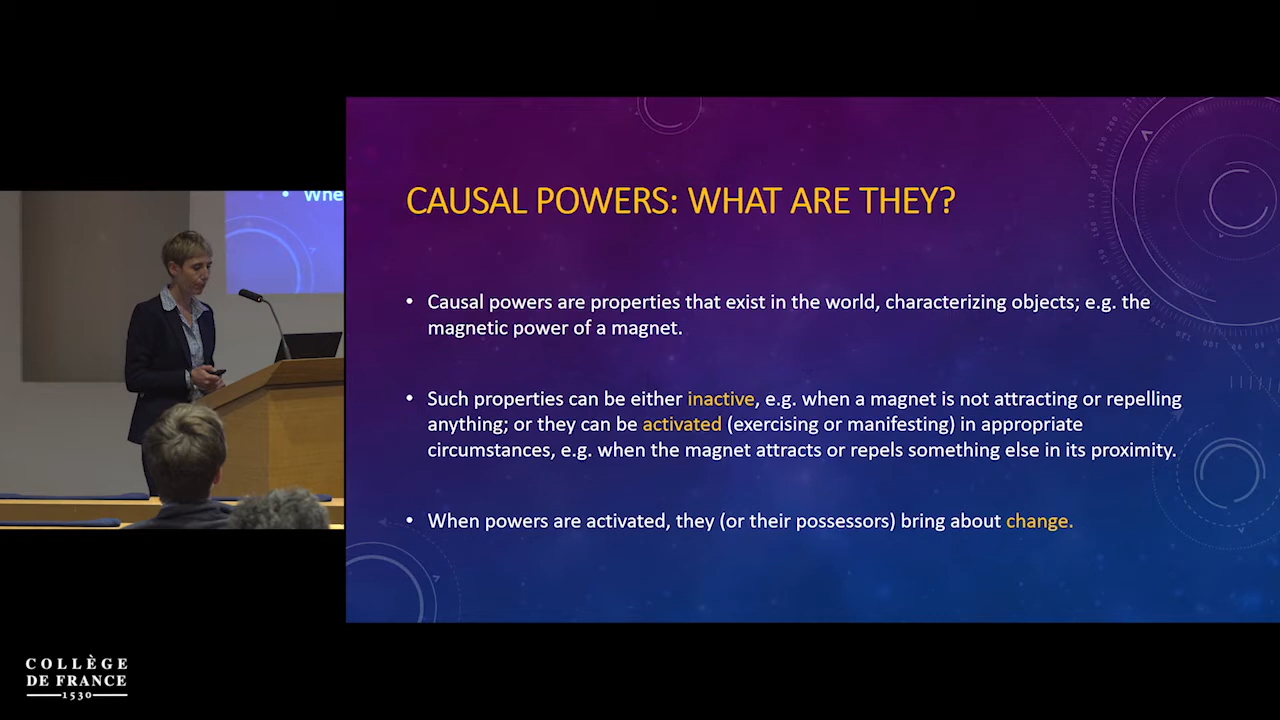 • Whe
CAUSAL POWERS: WHAT ARE THEY?
• Causal powers are properties that exist in the world, characterizing objects; e.g. the
magnetic power of a magnet.
• Such properties can be either inactive, e.g. when a magnet is not attracting or repelling
anything; or they can be activated (exercising or manifesting) in appropriate
circumstances, e.g. when the magnet attracts or repels something else in its proximity.
• When powers are activated, they (or their possessors) bring about change.
COLLÈGE
DE FRANCE
1530